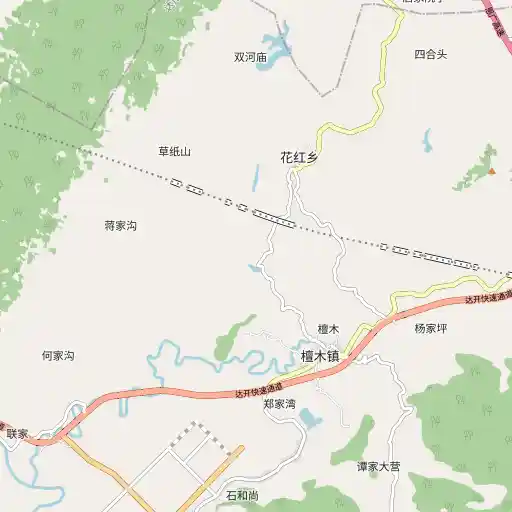 双河庙
四合头
草纸山
花红乡
蒋家沟
达开快速通道
檀木
杨家坪
何家沟
檀木镇
达开快速通道
郑家湾
联家
谭家大营
石和尚